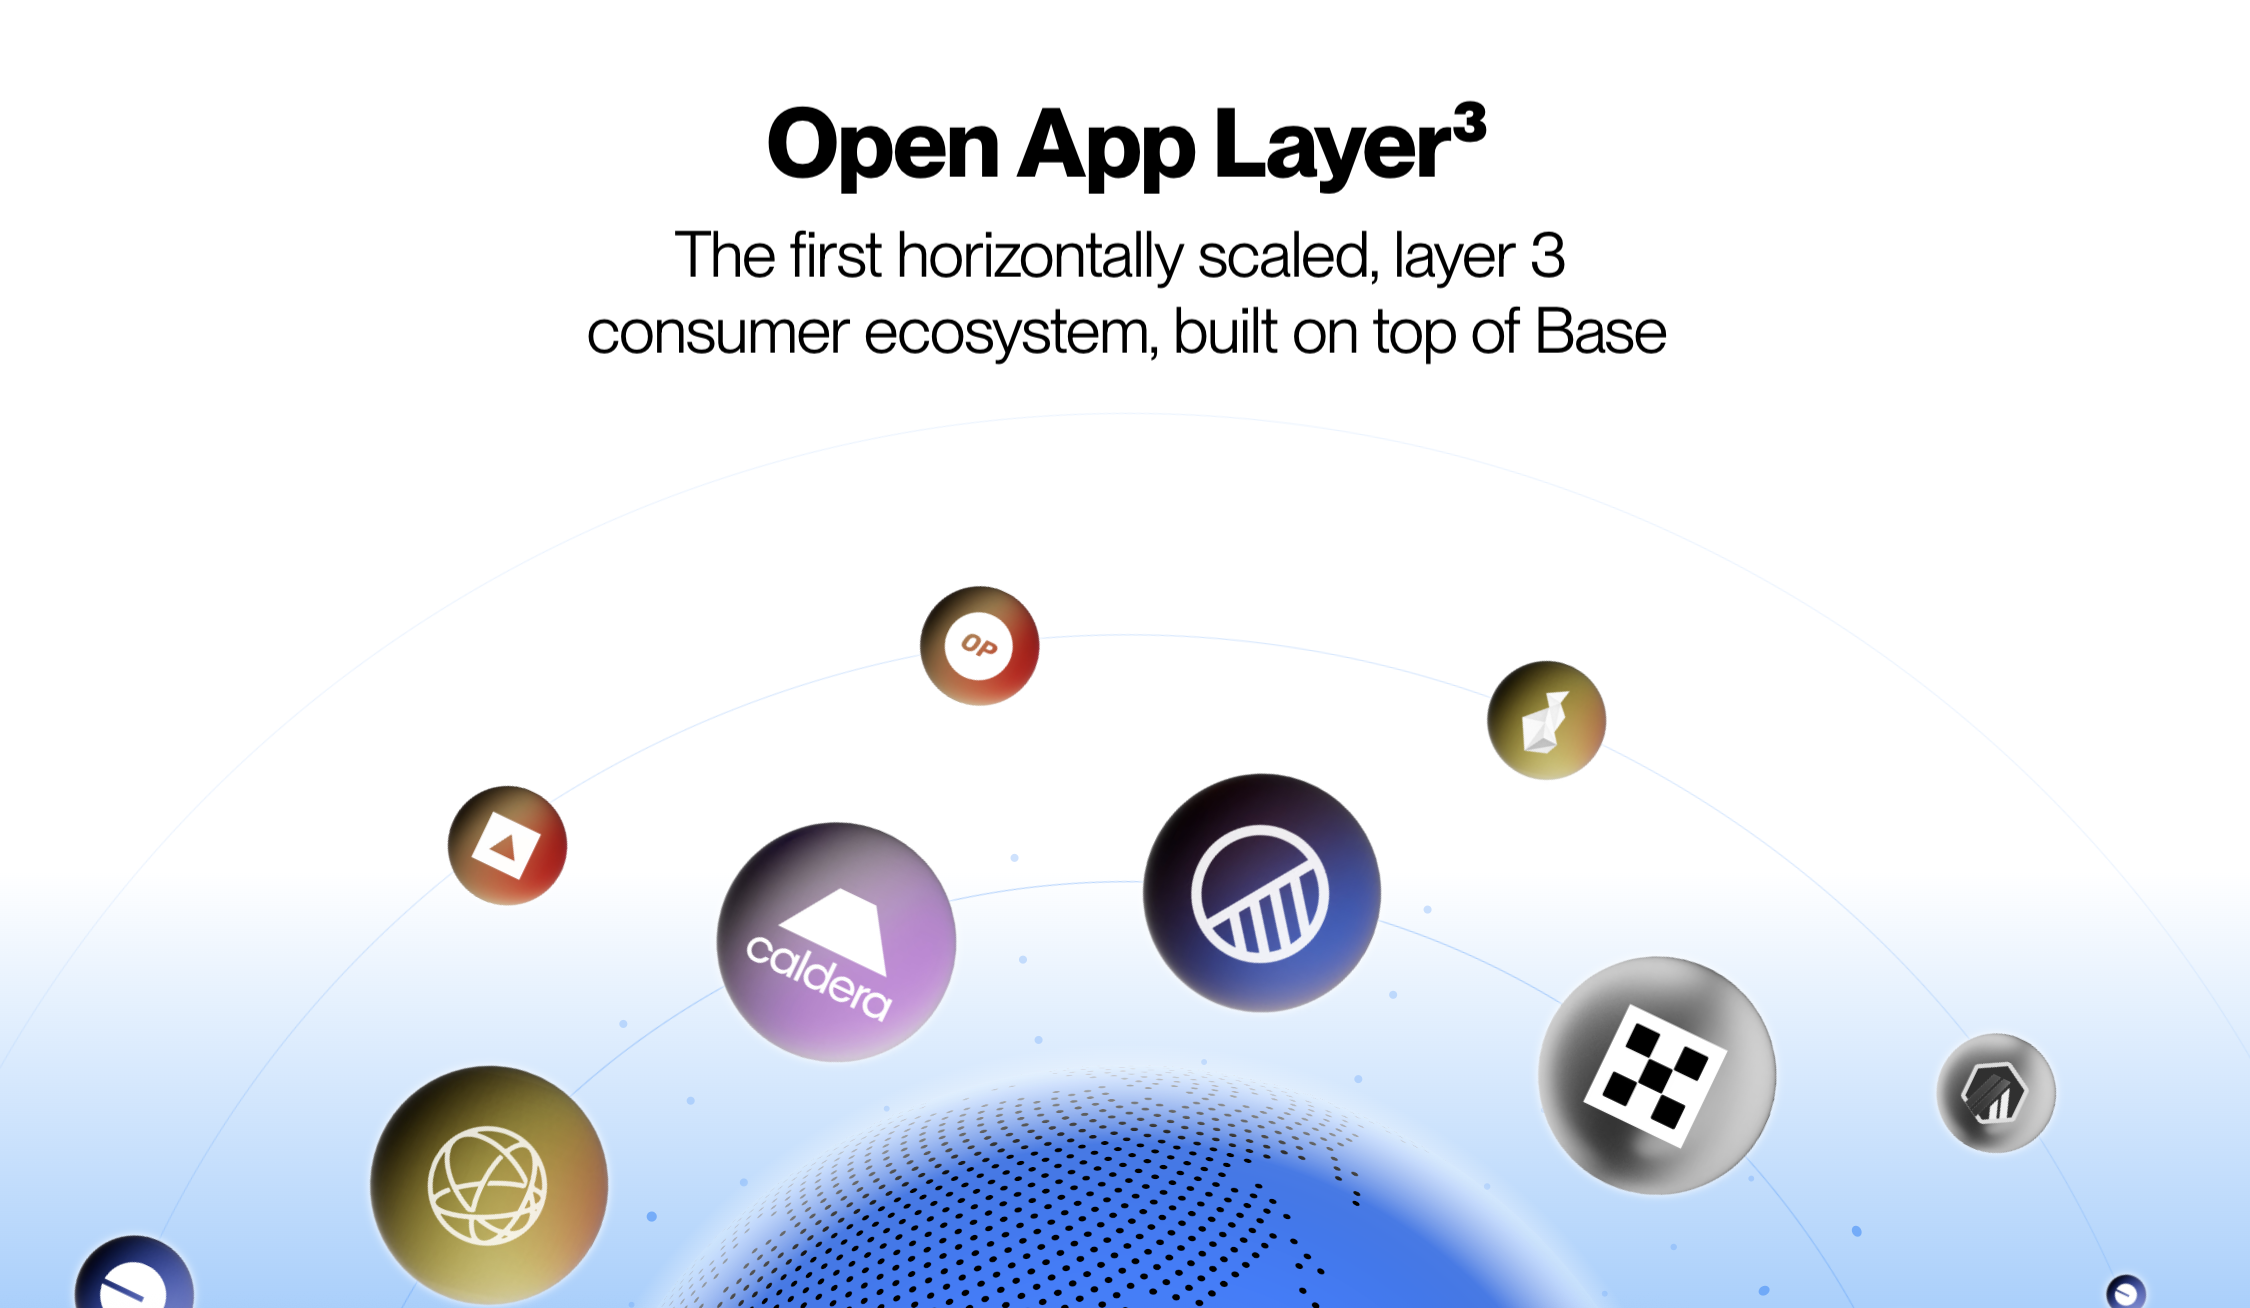 Open App Layer³
The first horizontally scaled, layer 3
consumer ecosystem, built on top of Base
OP
caldera